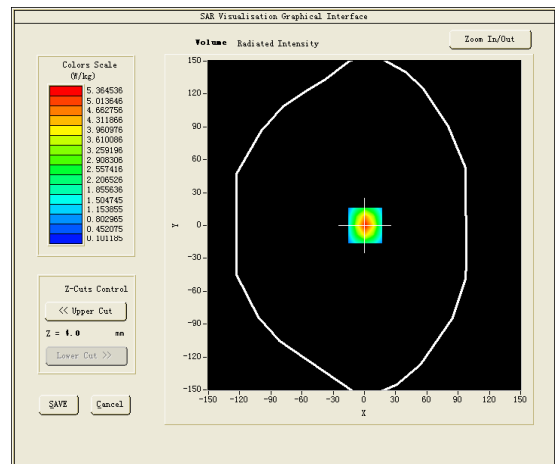 SAR Visualisation Graphical Interface
Volume Radiated Intensity
Zoom In/Out
Colors Scale
(W/kg)
5.364536
5.013646
4.662756
4.311866
3.960976
3.610086
3.259196
2.908306
2.557416
2.206526
1.855636
1.504745
1.153855
0.802965
0.452075
0.101185
Z-Cuts Control
<< Upper Cut
Z = 4.0 mm
Lower Cut >>
SAVE Cancel
Y
150
120
90
60
30
0
-30
-60
-90
-120
-150
-150 -120 -90 -60 -30 0 30 60 90 120 150
X